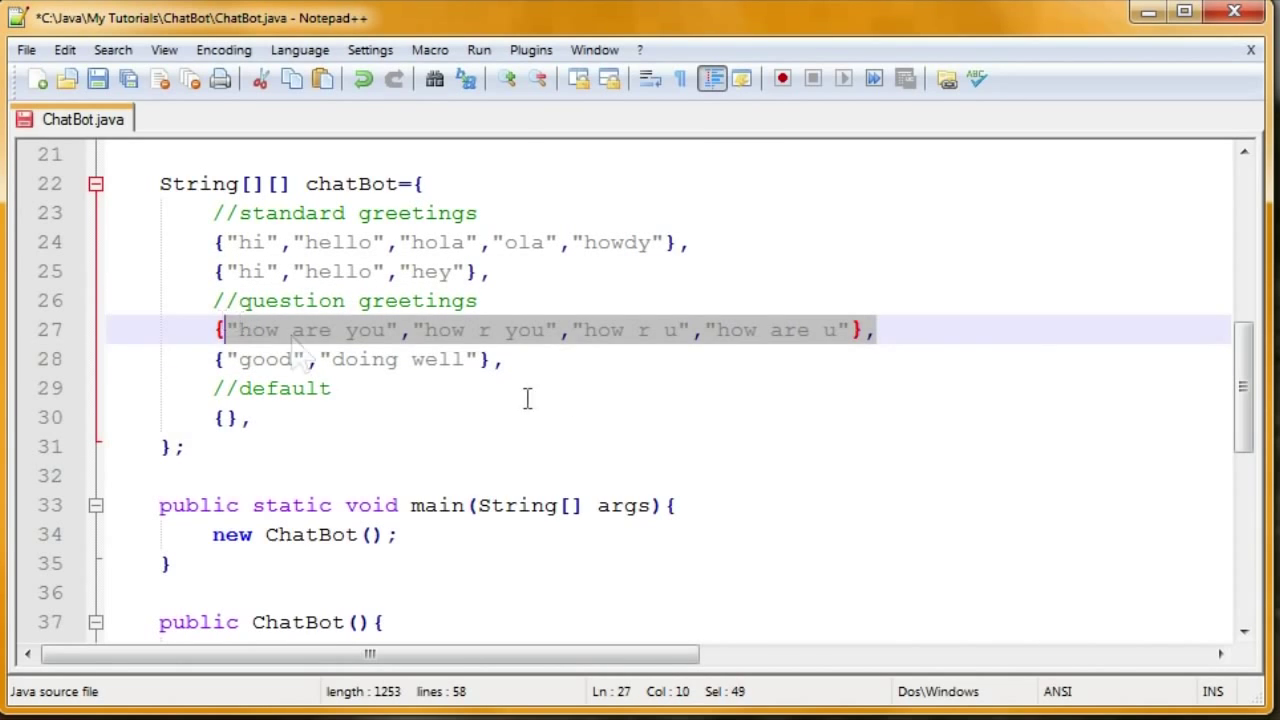 *C:\Java\My Tutorials\ChatBot\ChatBot.java - Notepad++
File Edit Search View Encoding Language Settings Macro Run Plugins Window ? X
ABC
ChatBot.java
21
22 String[][] chatBot={
23 //standard greetings
24 {"hi","hello","hola","ola","howdy"},
25 {"hi","hello","hey"},
26 //question greetings
27 {"how are you","how r you","how r u","how are u"},
28 {"good","doing well"},
29 //default
30 {},
31 };
32
33 public static void main(String[] args){
34 new ChatBot();
35 }
36
37 public ChatBot(){
Java source file length : 1253 lines : 58 Ln : 27 Col : 10 Sel : 49 Dos\Windows ANSI INS